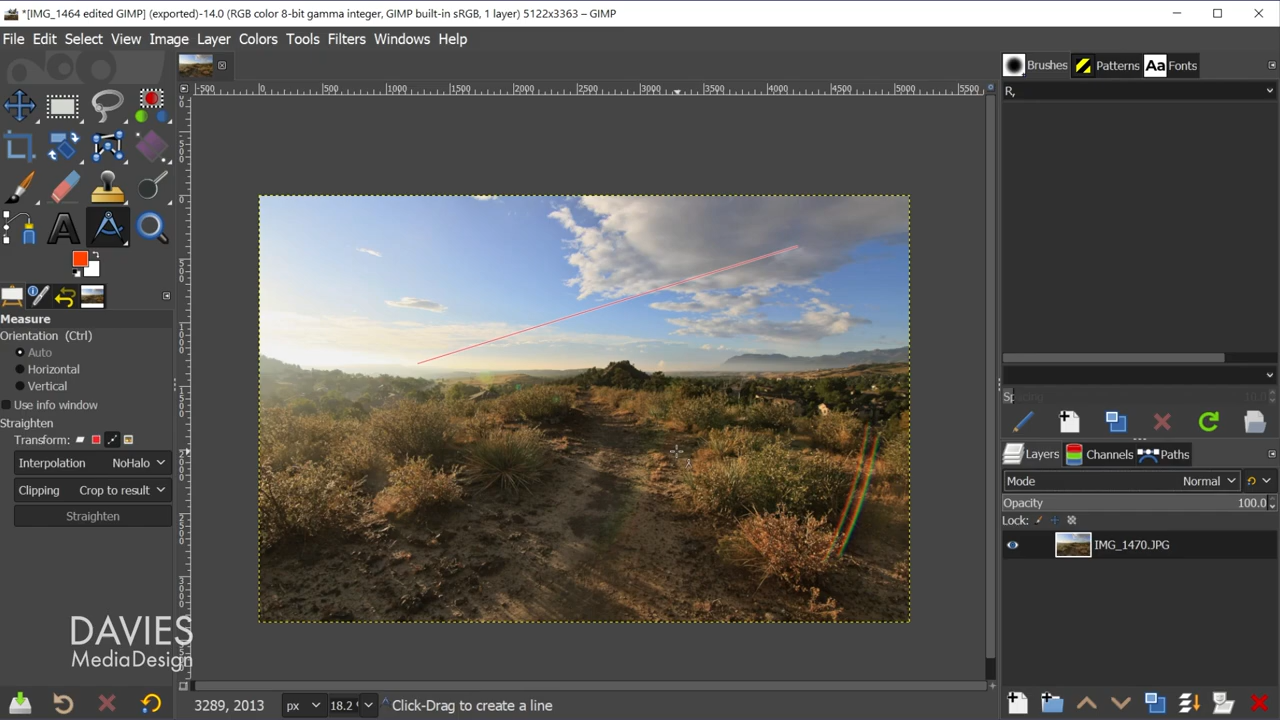 *[IMG_1464 edited GIMP] (exported)-14.0 (RGB color 8-bit gamma integer, GIMP built-in sRGB, 1 layer) 5122x3363 – GIMP
File Edit Select View Image Layer Colors Tools Filters Windows Help
Brushes Patterns Aa Fonts
-500 0 500 1000 1500 2000 2500 3000 3500 4000 4500 5000 5500
R,
Measure
Orientation (Ctrl)
Auto
Horizontal
Vertical
Use info window
Straighten
Transform:
Interpolation NoHalo
Clipping Crop to result
Straighten
Spacing 10.0
Layers Channels Paths
Mode Normal
Opacity 100.0
Lock:
IMG_1470.JPG
DAVIES
MediaDesign
3289, 2013 px 18.2 Click-Drag to create a line